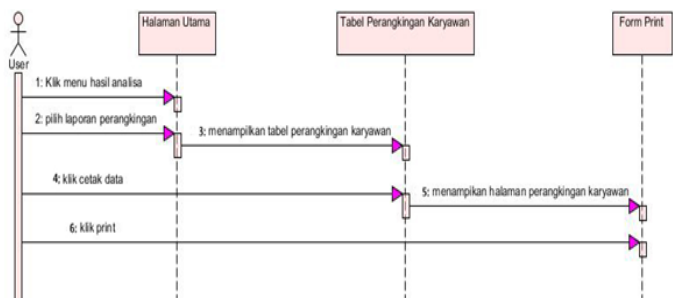 Halaman Utama
Tabel Perangkingan Karyawan
Form Print
User
1: Klik menu hasil analisa
2: pilih laporan perangkingan
3: menampilkan tabel perangkingan karyawan
4; klik cetak data
5: menampikan halaman perangkingan karyawan
6: klik print